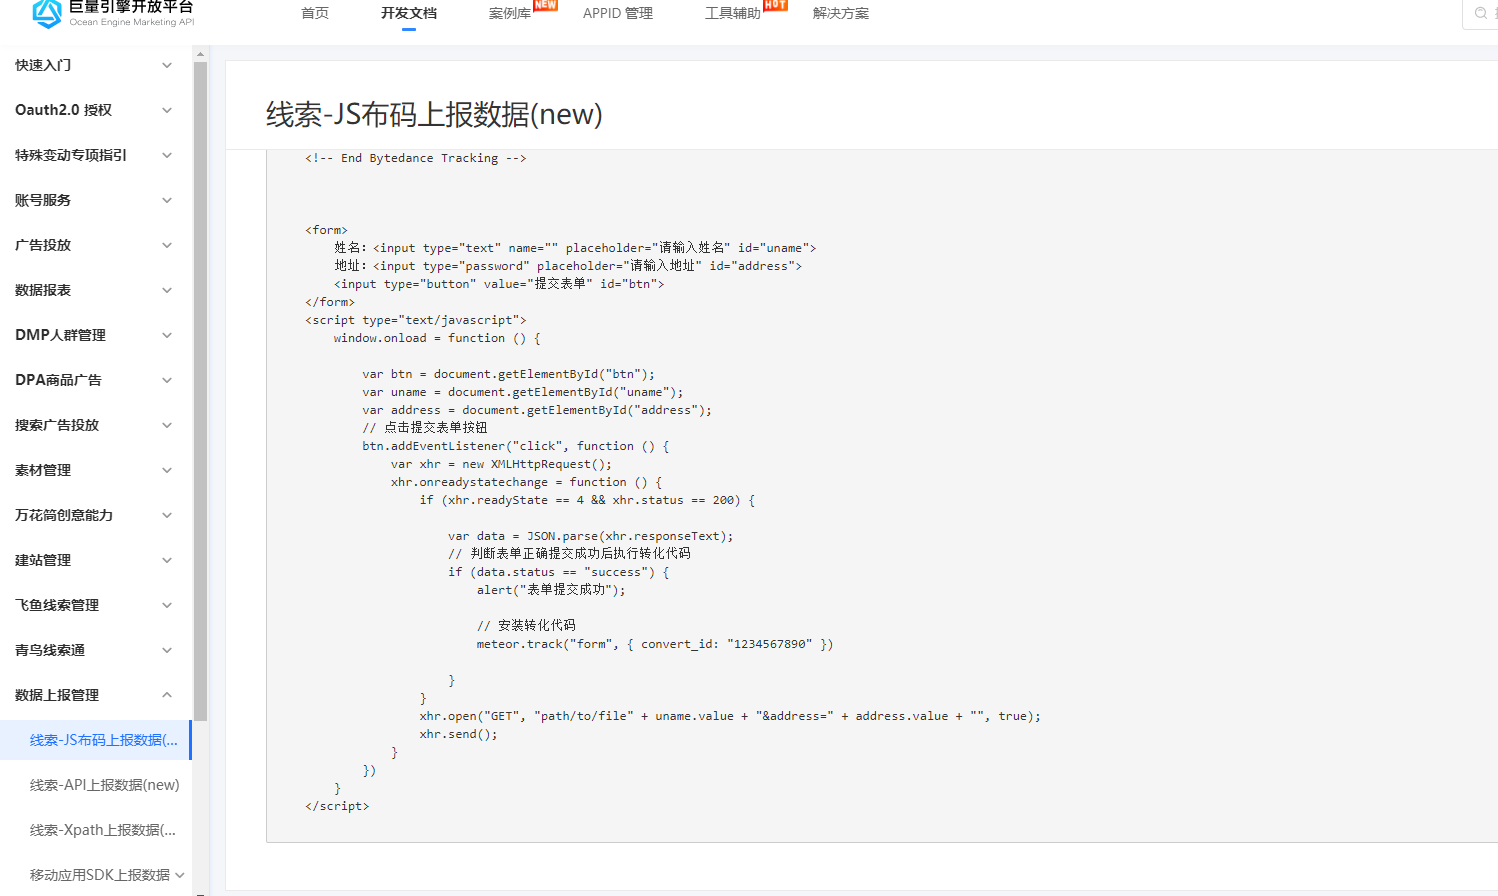 巨量引擎开放平台
Ocean Engine Marketing API
首页
开发文档
案例库
NEW
APPID 管理
工具辅助
HOT
解决方案
快速入门
Oauth2.0 授权
特殊变动专项指引
账号服务
广告投放
数据报表
DMP人群管理
DPA商品广告
搜索广告投放
素材管理
万花筒创意能力
建站管理
飞鱼线索管理
青鸟线索通
数据上报管理
线索-JS布码上报数据(...
线索-API上报数据(new)
线索-Xpath上报数据(...
移动应用SDK上报数据
线索-JS布码上报数据(new)
<!-- End Bytedance Tracking -->
<form>
姓名：<input type="text" name="" placeholder="请输入姓名" id="uname">
地址：<input type="password" placeholder="请输入地址" id="address">
<input type="button" value="提交表单" id="btn">
</form>
<script type="text/javascript">
window.onload = function () {
var btn = document.getElementById("btn");
var uname = document.getElementById("uname");
var address = document.getElementById("address");
// 点击提交表单按钮
btn.addEventListener("click", function () {
var xhr = new XMLHttpRequest();
xhr.onreadystatechange = function () {
if (xhr.readyState == 4 && xhr.status == 200) {
var data = JSON.parse(xhr.responseText);
// 判断表单正确提交成功后执行转化代码
if (data.status == "success") {
alert("表单提交成功");
// 安装转化代码
meteor.track("form", { convert_id: "1234567890" })
}
}
xhr.open("GET", "path/to/file" + uname.value + "&address=" + address.value + "", true);
xhr.send();
}
})
}
</script>